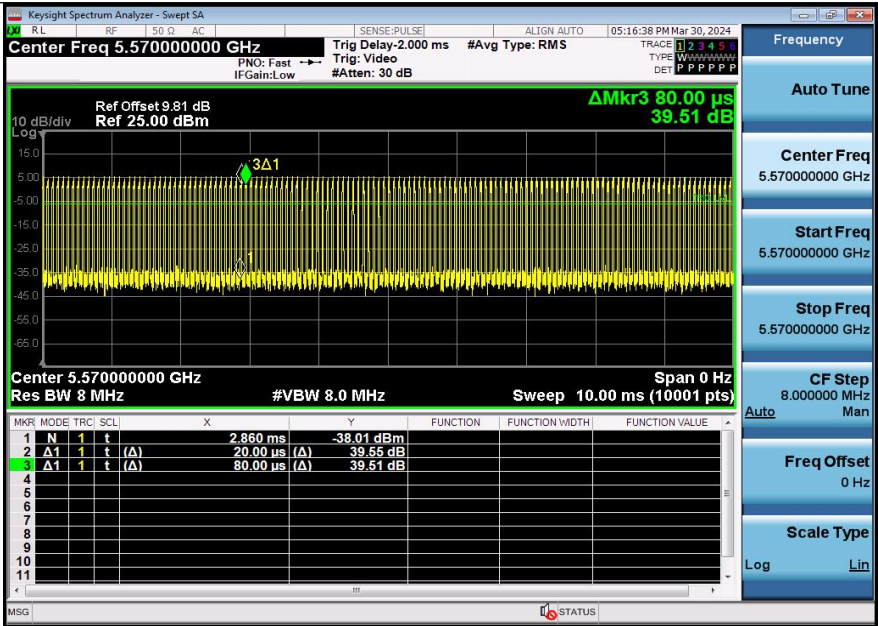 Keysight Spectrum Analyzer - Swept SA
LXI RL RF 50 Ω AC SENSE:PULSE ALIGN AUTO 05:16:38 PM Mar 30, 2024
Center Freq 5.570000000 GHz
PNO: Fast
IFGain:Low
Trig Delay-2.000 ms
Trig: Video
#Atten: 30 dB
#Avg Type: RMS
TRACE 1 2 3 4 5 6
TYPE WWWWWW
DET P P P P P P
ΔMkr3 80.00 µs
39.51 dB
Ref Offset 9.81 dB
10 dB/div Ref 25.00 dBm
Log
15.0
5.00
-5.00
-15.0
-25.0
-35.0
-45.0
-55.0
-65.0
3Δ1
1
Center 5.570000000 GHz Span 0 Hz
Res BW 8 MHz #VBW 8.0 MHz Sweep 10.00 ms (10001 pts)
MKR MODE TRC SCL X Y FUNCTION FUNCTION WIDTH FUNCTION VALUE
1 N 1 t 2.860 ms -38.01 dBm
2 Δ1 1 t (Δ) 20.00 µs (Δ) 39.55 dB
3 Δ1 1 t (Δ) 80.00 µs (Δ) 39.51 dB
4
5
6
7
8
9
10
11
MSG STATUS
Frequency
Auto Tune
Center Freq
5.570000000 GHz
Start Freq
5.570000000 GHz
Stop Freq
5.570000000 GHz
CF Step
8.000000 MHz
Auto Man
Freq Offset
0 Hz
Scale Type
Log Lin